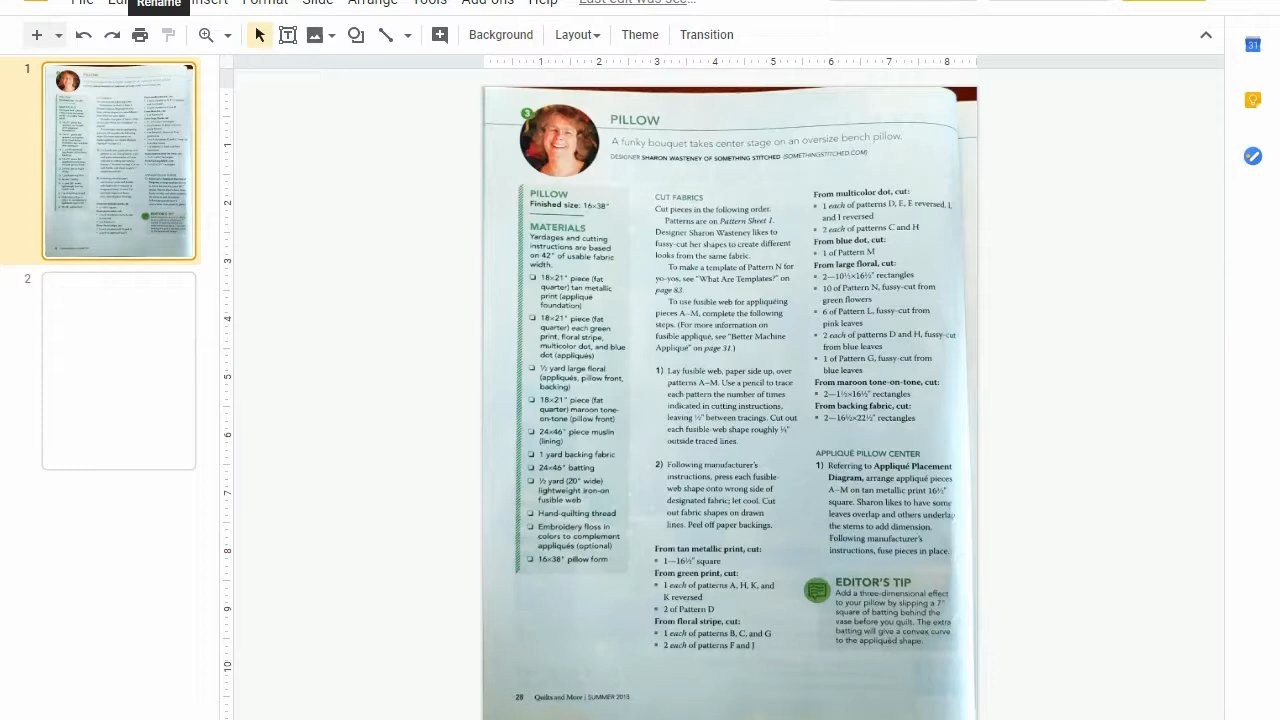 File Edit Insert Format Slide Arrange Tools Add-ons Help Last edit was se...
Rename
Background Layout Theme Transition
1
2
31
1 2 3 4 5 6 7 8
1
2
3
4
5
6
7
8
9
10
3
PILLOW
A funky bouquet takes center stage on an oversize bench pillow.
DESIGNER SHARON WASTENEY OF SOMETHING STITCHED (SOMETHINGSTITCHED.COM)
PILLOW
Finished size: 16×38"
MATERIALS
Yardages and cutting
instructions are based
on 42" of usable fabric
width.
❏ 18×21" piece (fat
quarter) tan metallic
print (appliqué
foundation)
❏ 18×21" piece (fat
quarter) each green
print, floral stripe,
multicolor dot, and blue
dot (appliqués)
❏ ½ yard large floral
(appliqués, pillow front,
backing)
❏ 18×21" piece (fat
quarter) maroon tone-
on-tone (pillow front)
❏ 24×46" piece muslin
(lining)
❏ 1 yard backing fabric
❏ 24×46" batting
❏ ½ yard (20" wide)
lightweight iron-on
fusible web
❏ Hand-quilting thread
❏ Embroidery floss in
colors to complement
appliqués (optional)
❏ 16×38" pillow form
CUT FABRICS
Cut pieces in the following order.
Patterns are on Pattern Sheet 1.
Designer Sharon Wasteney likes to
fussy-cut her shapes to create different
looks from the same fabric.
To make a template of Pattern N for
yo-yos, see "What Are Templates?" on
page 83.
To use fusible web for appliquéing
pieces A–M, complete the following
steps. (For more information on
fusible appliqué, see "Better Machine
Appliqué" on page 31.)
1) Lay fusible web, paper side up, over
patterns A–M. Use a pencil to trace
each pattern the number of times
indicated in cutting instructions,
leaving ½" between tracings. Cut out
each fusible-web shape roughly ¼"
outside traced lines.
2) Following manufacturer's
instructions, press each fusible-
web shape onto wrong side of
designated fabric; let cool. Cut
out fabric shapes on drawn
lines. Peel off paper backings.
From tan metallic print, cut:
• 1—16½" square
From green print, cut:
• 1 each of patterns A, H, K, and
K reversed
• 2 of Pattern D
From floral stripe, cut:
• 1 each of patterns B, C, and G
• 2 each of patterns F and J
From multicolor dot, cut:
• 1 each of patterns D, E, E reversed, I,
and I reversed
• 2 each of patterns C and H
From blue dot, cut:
• 1 of Pattern M
From large floral, cut:
• 2—10½×16½" rectangles
• 10 of Pattern N, fussy-cut from
green flowers
• 6 of Pattern L, fussy-cut from
pink leaves
• 2 each of patterns D and H, fussy-cut
from blue leaves
• 1 of Pattern G, fussy-cut from
blue leaves
From maroon tone-on-tone, cut:
• 2—1½×16½" rectangles
From backing fabric, cut:
• 2—16½×22½" rectangles
APPLIQUÉ PILLOW CENTER
1) Referring to Appliqué Placement
Diagram, arrange appliqué pieces
A–M on tan metallic print 16½"
square. Sharon likes to have some
leaves overlap and others underlap
the stems to add dimension.
Following manufacturer's
instructions, fuse pieces in place.
EDITOR'S TIP
Add a three-dimensional effect
to your pillow by slipping a 7"
square of batting behind the
vase before you quilt. The extra
batting will give a convex curve
to the appliquéd shape.
28 Quilts and More | SUMMER 2015